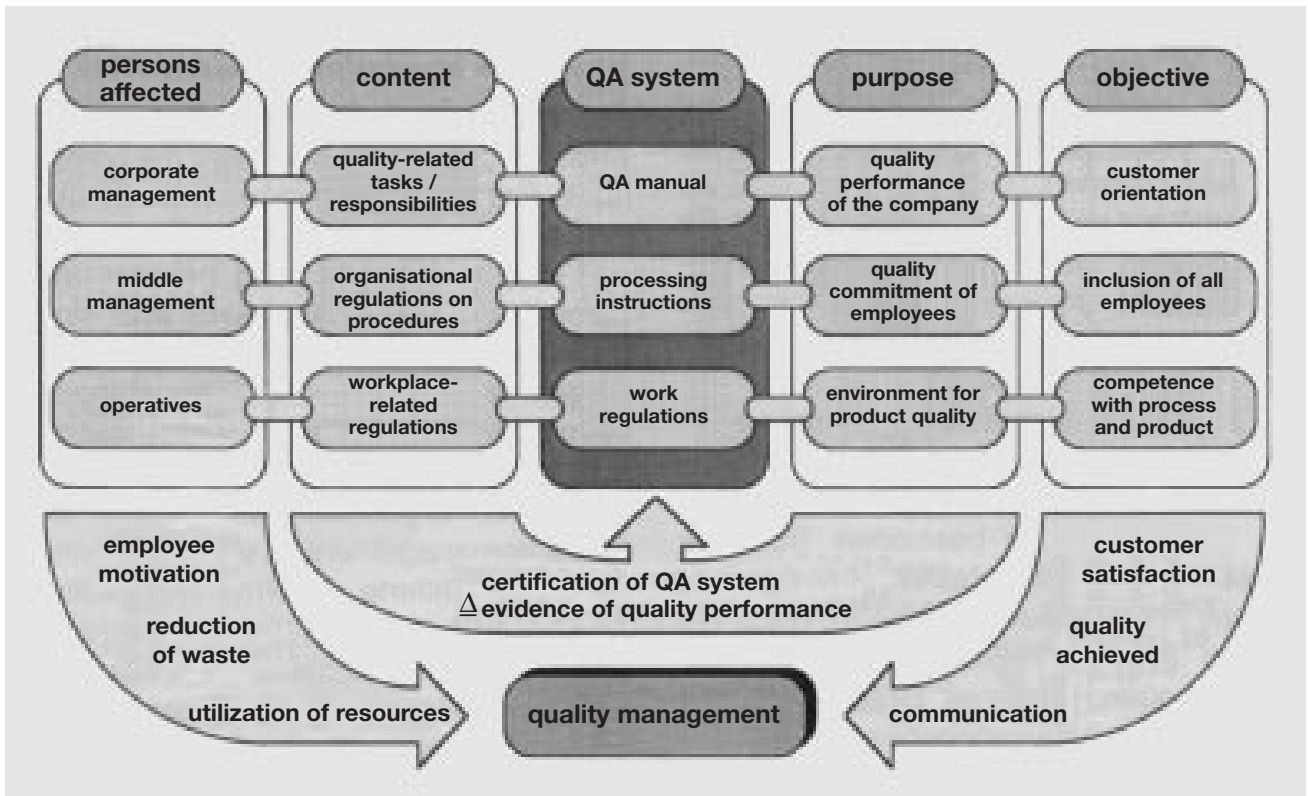 persons
affected
content
QA system
purpose
objective
corporate
management
quality-related
tasks /
responsibilities
QA manual
quality
performance
of the company
customer
orientation
middle
management
organisational
regulations on
procedures
processing
instructions
quality
commitment of
employees
inclusion of all
employees
operatives
workplace-
related
regulations
work
regulations
environment for
product quality
competence
with process
and product
employee
motivation
reduction
of waste
utilization of resources
certification of QA system
≙ evidence of quality performance
customer
satisfaction
quality
achieved
communication
quality management